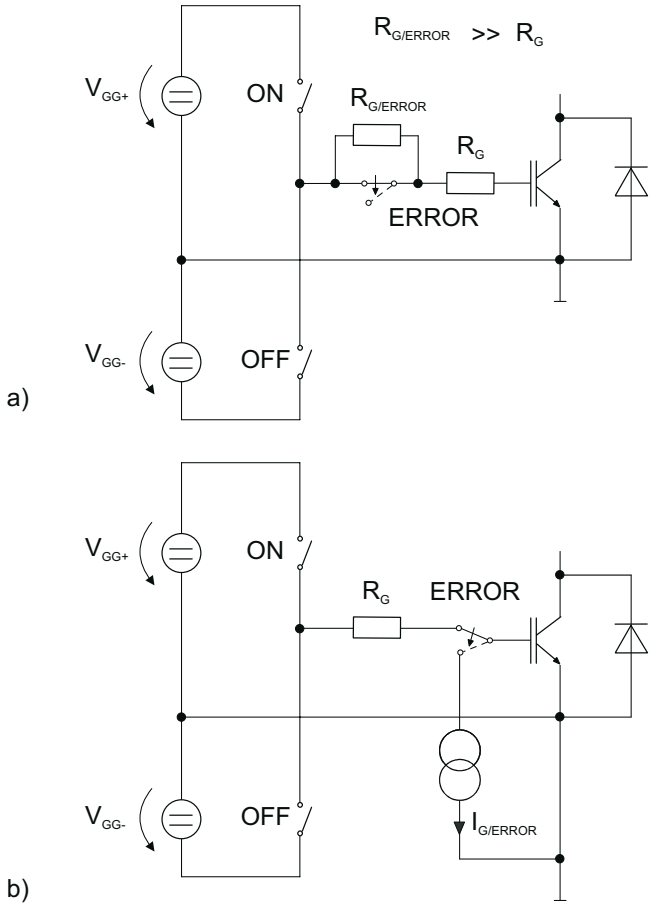 R_G/ERROR >> R_G
V_GG+
ON
R_G/ERROR
R_G
ERROR
V_GG-
OFF
a)
V_GG+
ON
R_G
ERROR
V_GG-
OFF
I_G/ERROR
b)